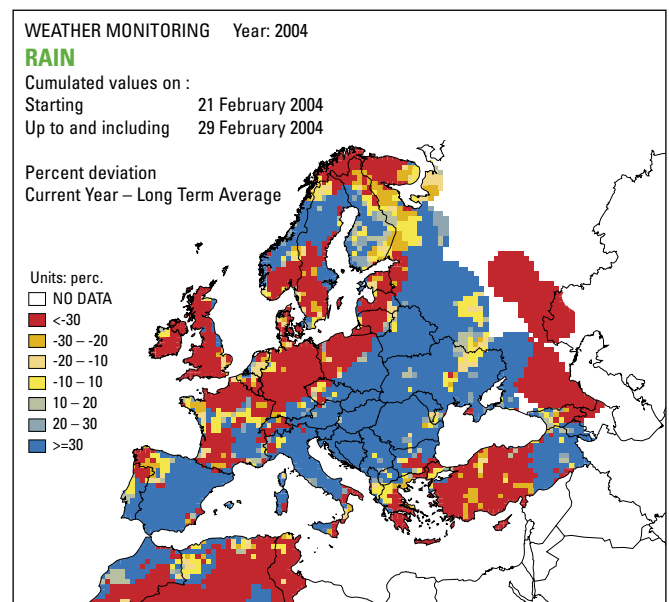 WEATHER MONITORING Year: 2004
RAIN
Cumulated values on :
Starting 21 February 2004
Up to and including 29 February 2004
Percent deviation
Current Year – Long Term Average
Units: perc.
NO DATA
<-30
-30 – -20
-20 – -10
-10 – 10
10 – 20
20 – 30
>=30